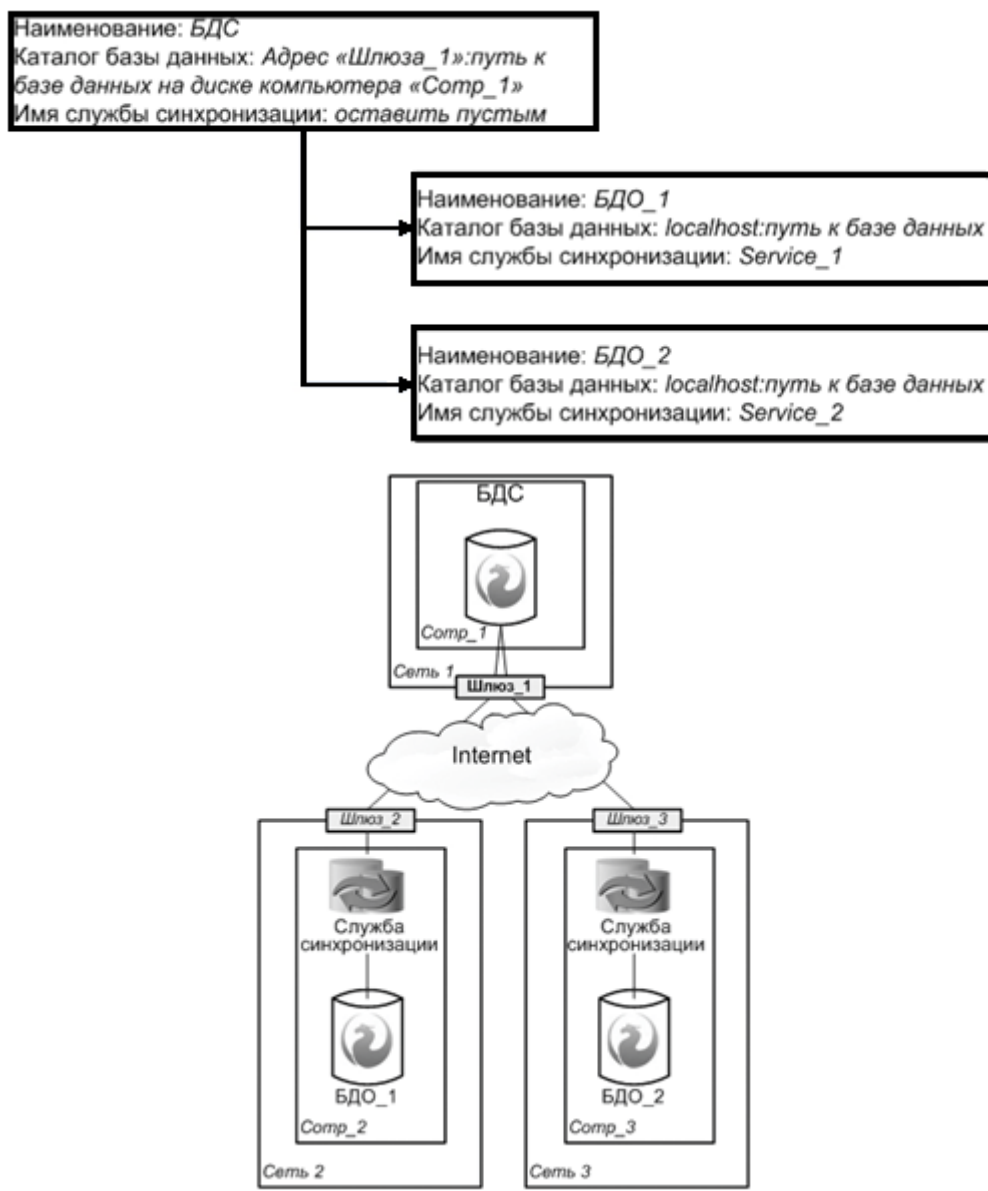 Наименование: БДС
Каталог базы данных: Адрес «Шлюза_1»:путь к
базе данных на диске компьютера «Comp_1»
Имя службы синхронизации: оставить пустым
Наименование: БДО_1
Каталог базы данных: localhost:путь к базе данных
Имя службы синхронизации: Service_1
Наименование: БДО_2
Каталог базы данных: localhost:путь к базе данных
Имя службы синхронизации: Service_2
БДС
Comp_1
Сеть 1
Шлюз_1
Internet
Шлюз_2
Служба
синхронизации
БДО_1
Comp_2
Сеть 2
Шлюз_3
Служба
синхронизации
БДО_2
Comp_3
Сеть 3